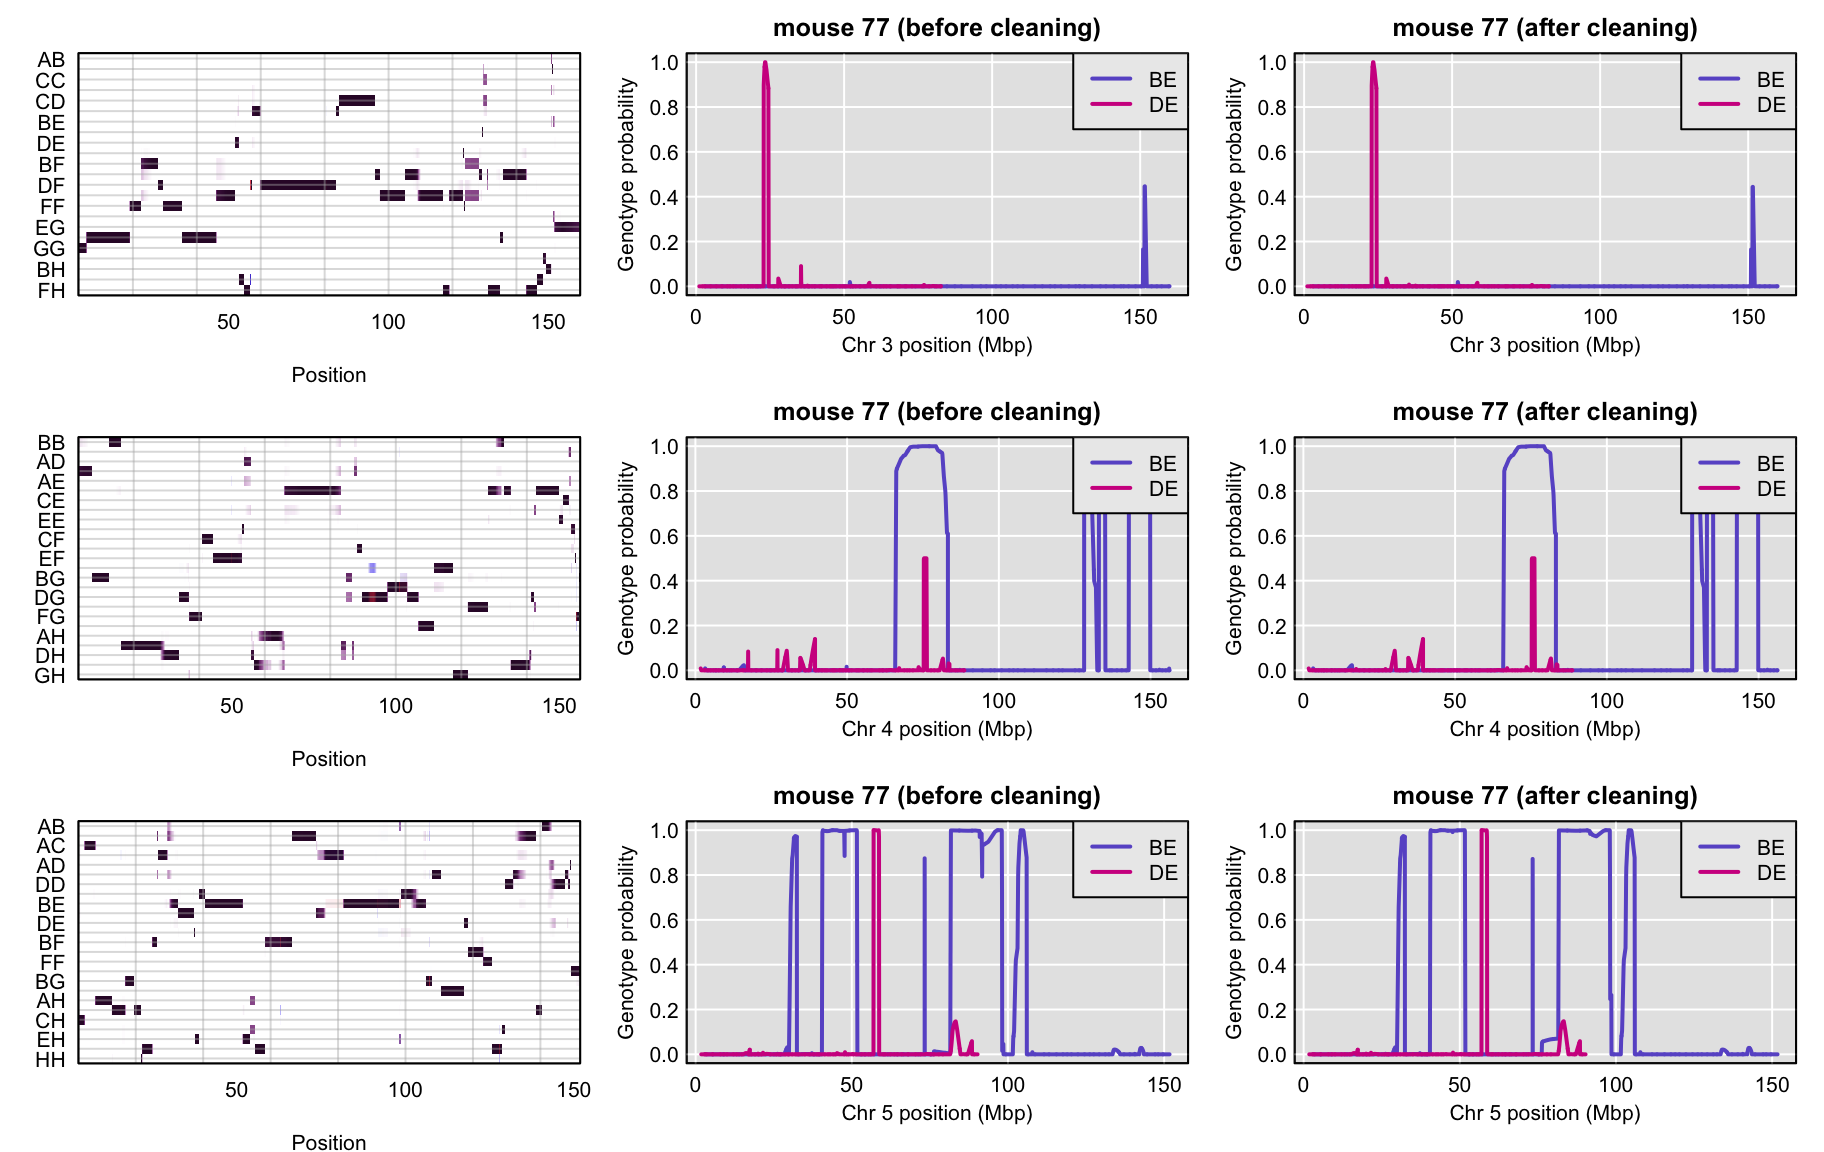 AB
CC
CD
BE
DE
BF
DF
FF
EG
GG
BH
FH
50 100 150
Position
mouse 77 (before cleaning)
Genotype probability
1.0
0.8
0.6
0.4
0.2
0.0
BE
DE
0 50 100 150
Chr 3 position (Mbp)
mouse 77 (after cleaning)
Genotype probability
1.0
0.8
0.6
0.4
0.2
0.0
BE
DE
0 50 100 150
Chr 3 position (Mbp)
BB
AD
AE
CE
EE
CF
EF
BG
DG
FG
AH
DH
GH
50 100 150
Position
mouse 77 (before cleaning)
Genotype probability
1.0
0.8
0.6
0.4
0.2
0.0
BE
DE
0 50 100 150
Chr 4 position (Mbp)
mouse 77 (after cleaning)
Genotype probability
1.0
0.8
0.6
0.4
0.2
0.0
BE
DE
0 50 100 150
Chr 4 position (Mbp)
AB
AC
AD
DD
BE
DE
BF
FF
BG
AH
CH
EH
HH
50 100 150
Position
mouse 77 (before cleaning)
Genotype probability
1.0
0.8
0.6
0.4
0.2
0.0
BE
DE
0 50 100 150
Chr 5 position (Mbp)
mouse 77 (after cleaning)
Genotype probability
1.0
0.8
0.6
0.4
0.2
0.0
BE
DE
0 50 100 150
Chr 5 position (Mbp)